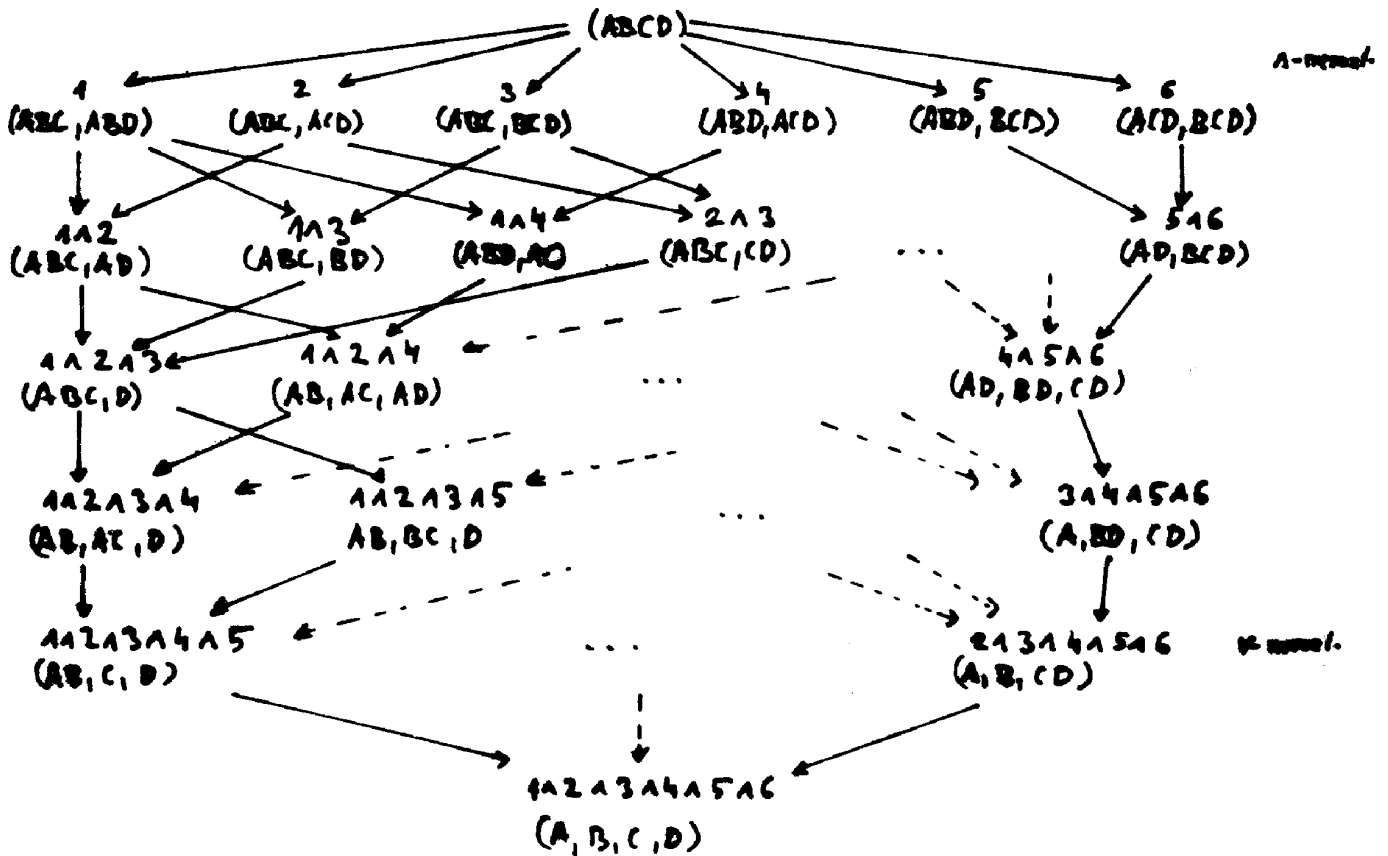 (ABCD)
1 2 3 4 5 6
(ABC,ABD) (ABC,ACD) (ABC,BCD) (ABD,ACD) (ABD,BCD) (ACD,BCD)
1∧2 1∧3 1∧4 2∧3 5∧6
(ABC,AD) (ABC,BD) (ABD, (ABC,CD) ... (AD,BCD)
1∧2∧3 1∧2∧4 4∧5∧6
(ABC,D) (AB,AC,AD) ... (AD,BD,CD)
1∧2∧3∧4 1∧2∧3∧5 3∧4∧5∧6
(AB,AC,D) AB,BC,D ... (A,BD,CD)
1∧2∧3∧4∧5 ... 2∧3∧4∧5∧6
(AB,C,D) (A,B,CD)
1∧2∧3∧4∧5∧6
(A,B,C,D)